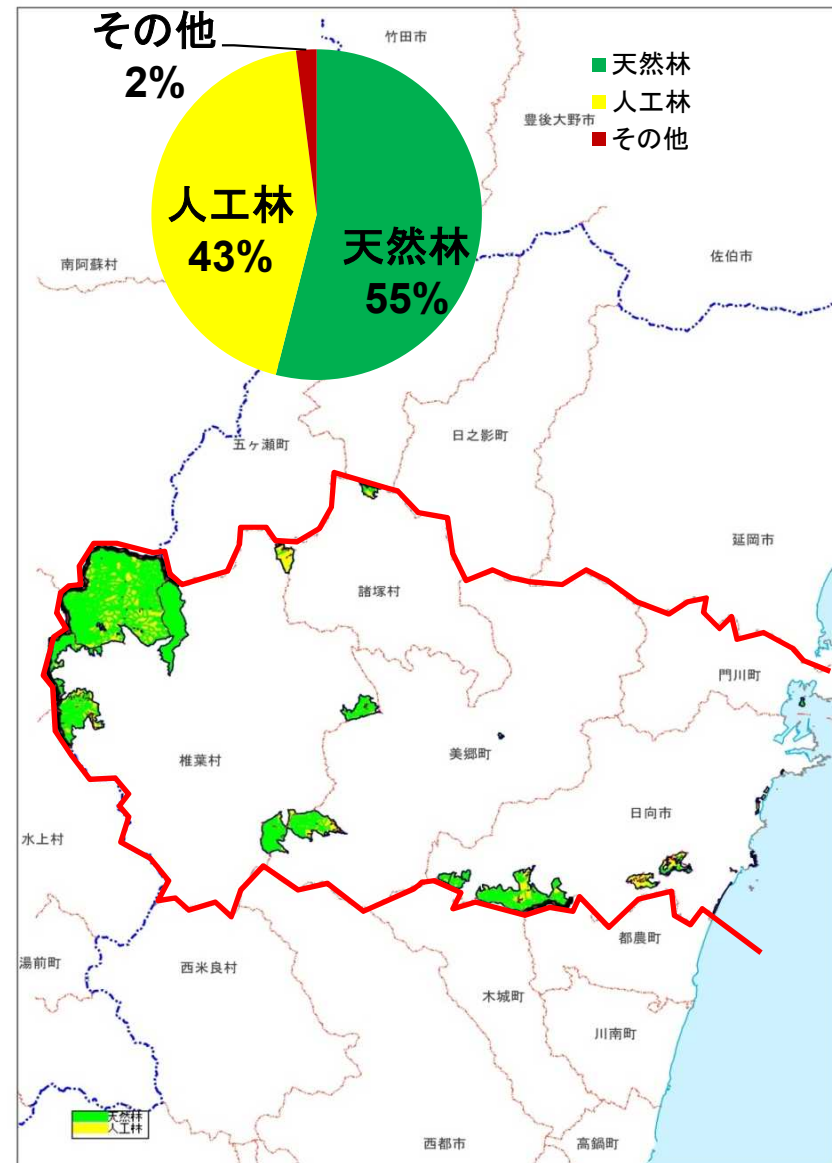 その他
2%
竹田市
天然林
人工林
その他
豊後大野市
人工林
43%
天然林
55%
南阿蘇村
佐伯市
五ヶ瀬町
日之影町
延岡市
諸塚村
門川町
椎葉村
美郷町
日向市
水上村
湯前町
西米良村
都農町
木城町
川南町
天然林
人工林
西都市
高鍋町